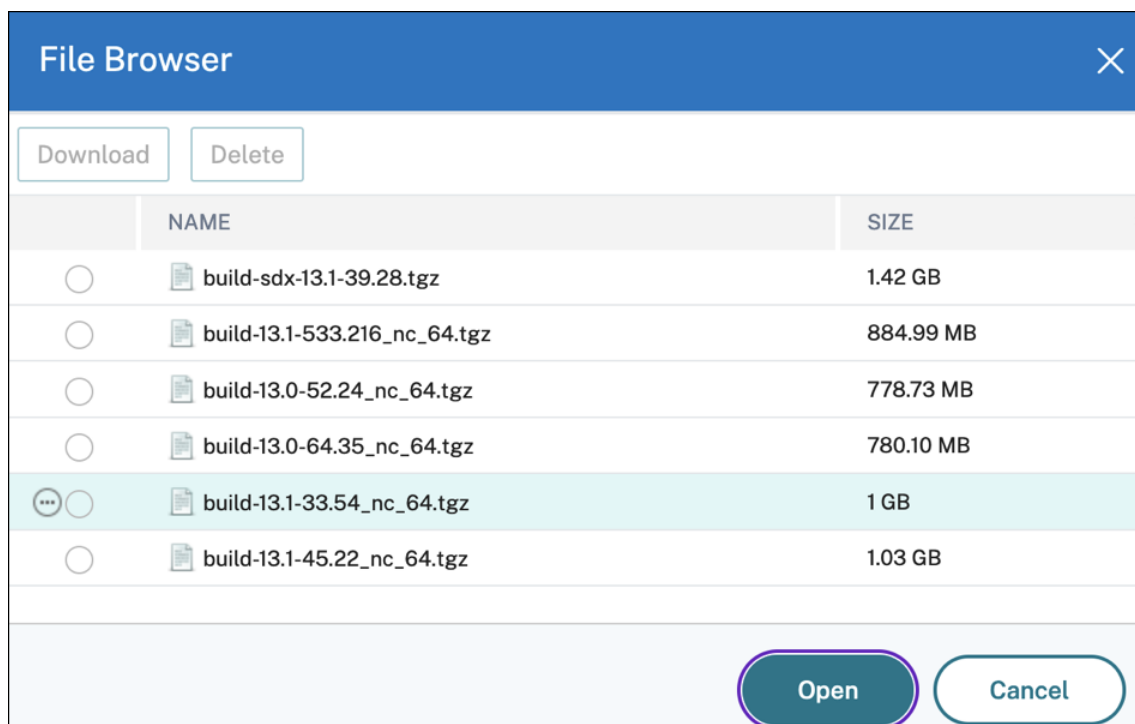 File Browser
Download Delete
NAME SIZE
build-sdx-13.1-39.28.tgz 1.42 GB
build-13.1-533.216_nc_64.tgz 884.99 MB
build-13.0-52.24_nc_64.tgz 778.73 MB
build-13.0-64.35_nc_64.tgz 780.10 MB
build-13.1-33.54_nc_64.tgz 1 GB
build-13.1-45.22_nc_64.tgz 1.03 GB
Open Cancel